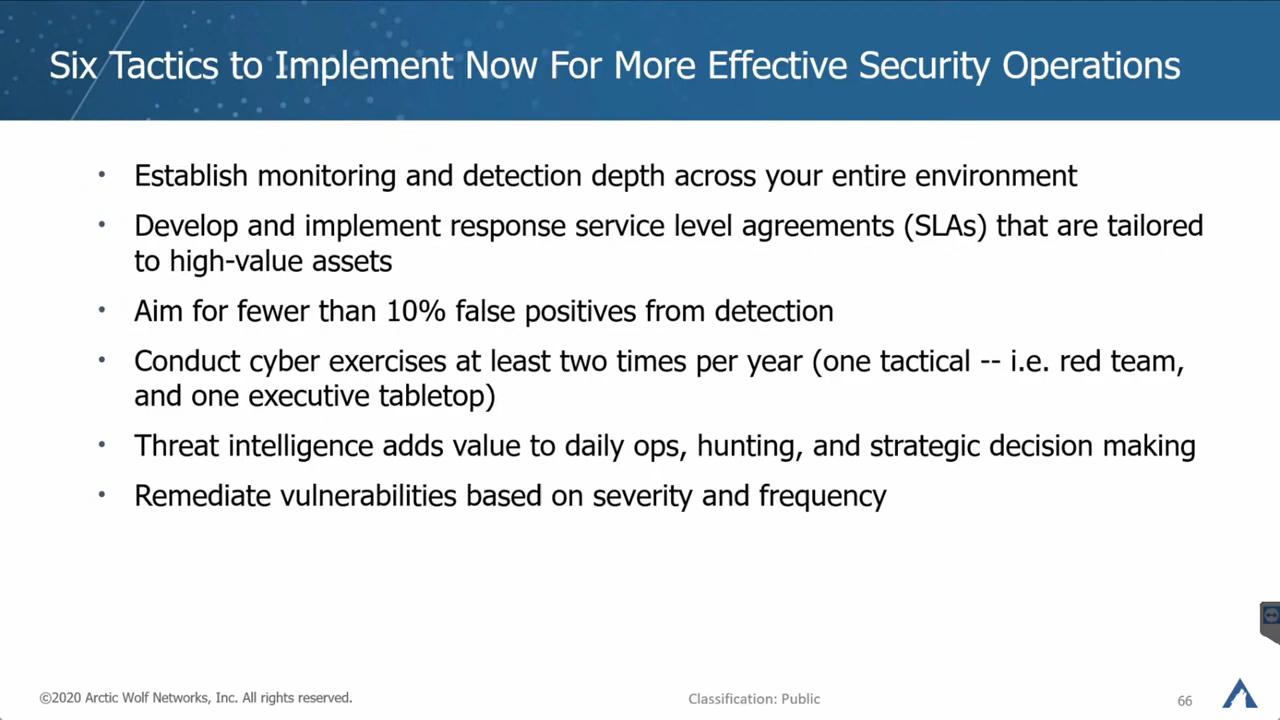 Six Tactics to Implement Now For More Effective Security Operations
• Establish monitoring and detection depth across your entire environment
• Develop and implement response service level agreements (SLAs) that are tailored
to high-value assets
• Aim for fewer than 10% false positives from detection
• Conduct cyber exercises at least two times per year (one tactical -- i.e. red team,
and one executive tabletop)
• Threat intelligence adds value to daily ops, hunting, and strategic decision making
• Remediate vulnerabilities based on severity and frequency
©2020 Arctic Wolf Networks, Inc. All rights reserved.
Classification: Public
66